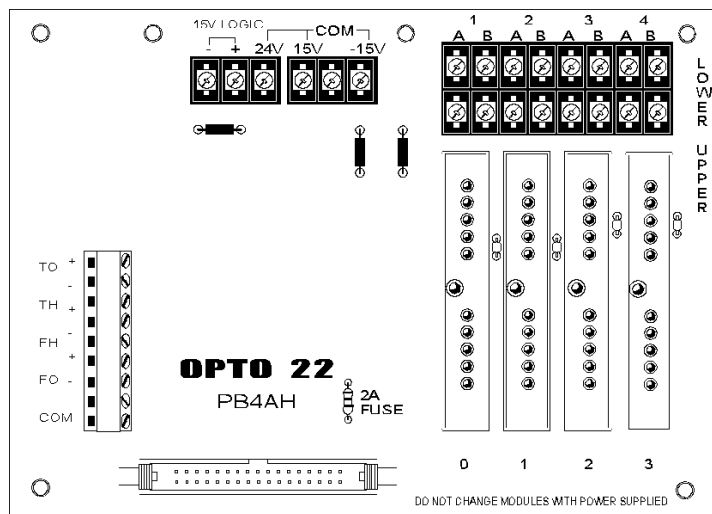 15V LOGIC
COM
- + 24V 15V -15V
1 2 3 4
A B A B A B A B
LOWER UPPER
TO + -
TH + -
FH + -
FO -
COM
OPTO 22
PB4AH
2A
FUSE
0 1 2 3
DO NOT CHANGE MODULES WITH POWER SUPPLIED